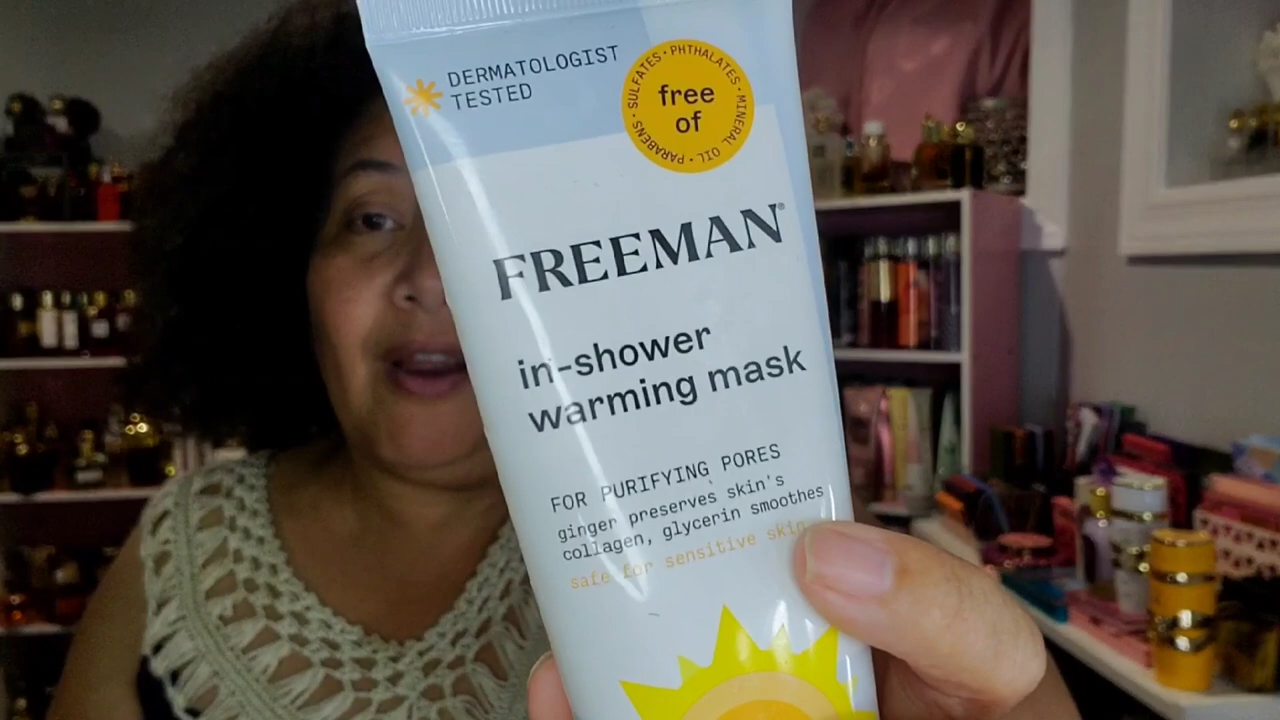 DERMATOLOGIST
TESTED
SULFATES • PHTHALATES • MINERAL OIL • PARABENS •
free
of
FREEMAN®
in-shower
warming mask
FOR PURIFYING PORES
ginger preserves skin's
collagen, glycerin smoothes
safe for sensitive skin